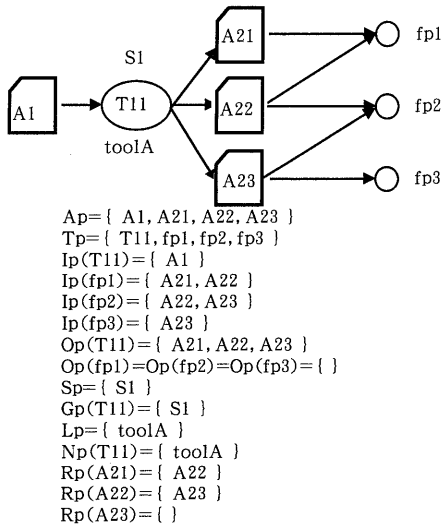 A21
fp1
S1
A1
T11
A22
fp2
toolA
A23
fp3
Ap={ A1, A21, A22, A23 }
Tp={ T11, fp1, fp2, fp3 }
Ip(T11)={ A1 }
Ip(fp1)={ A21, A22 }
Ip(fp2)={ A22, A23 }
Ip(fp3)={ A23 }
Op(T11)={ A21, A22, A23 }
Op(fp1)=Op(fp2)=Op(fp3)={ }
Sp={ S1 }
Gp(T11)={ S1 }
Lp={ toolA }
Np(T11)={ toolA }
Rp(A21)={ A22 }
Rp(A22)={ A23 }
Rp(A23)={ }